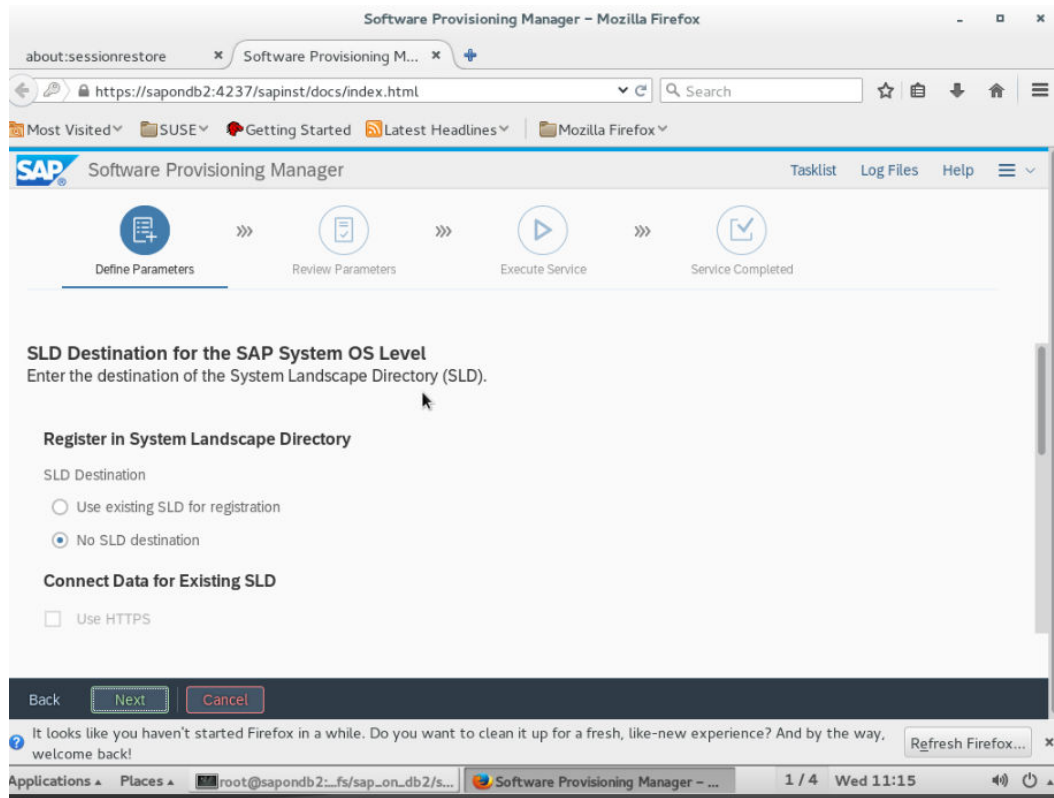 Software Provisioning Manager – Mozilla Firefox
about:sessionrestore
Software Provisioning M...
https://sapondb2:4237/sapinst/docs/index.html
Search
Most Visited
SUSE
Getting Started
Latest Headlines
Mozilla Firefox
SAP
Software Provisioning Manager
Tasklist
Log Files
Help
Define Parameters
Review Parameters
Execute Service
Service Completed
SLD Destination for the SAP System OS Level
Enter the destination of the System Landscape Directory (SLD).
Register in System Landscape Directory
SLD Destination
Use existing SLD for registration
No SLD destination
Connect Data for Existing SLD
Use HTTPS
Back
Next
Cancel
It looks like you haven't started Firefox in a while. Do you want to clean it up for a fresh, like-new experience? And by the way,
welcome back!
Refresh Firefox...
Applications
Places
root@sapondb2:..._fs/sap_on_db2/s...
Software Provisioning Manager – ...
1 / 4
Wed 11:15